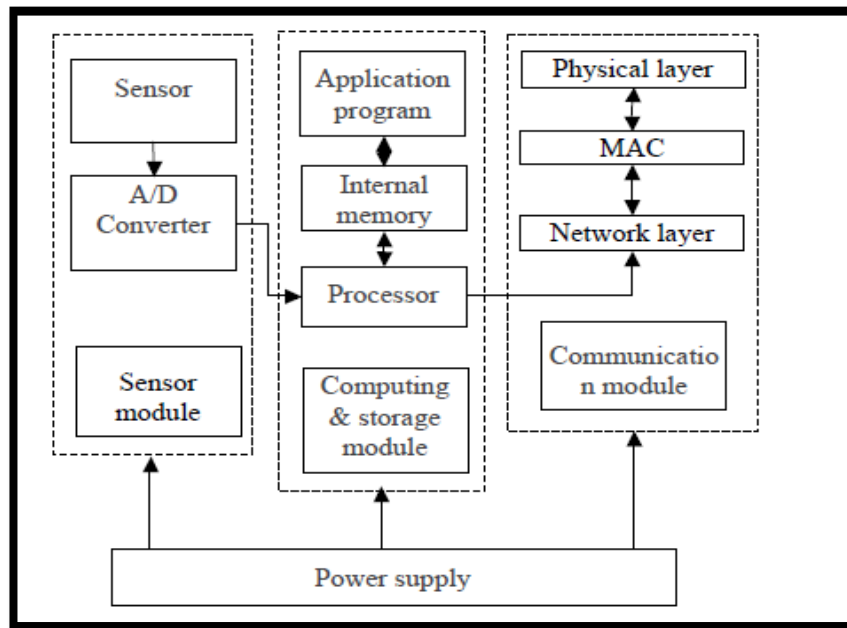 Sensor
A/D
Converter
Sensor
module
Application
program
Internal
memory
Processor
Computing
& storage
module
Physical layer
MAC
Network layer
Communicatio
n module
Power supply